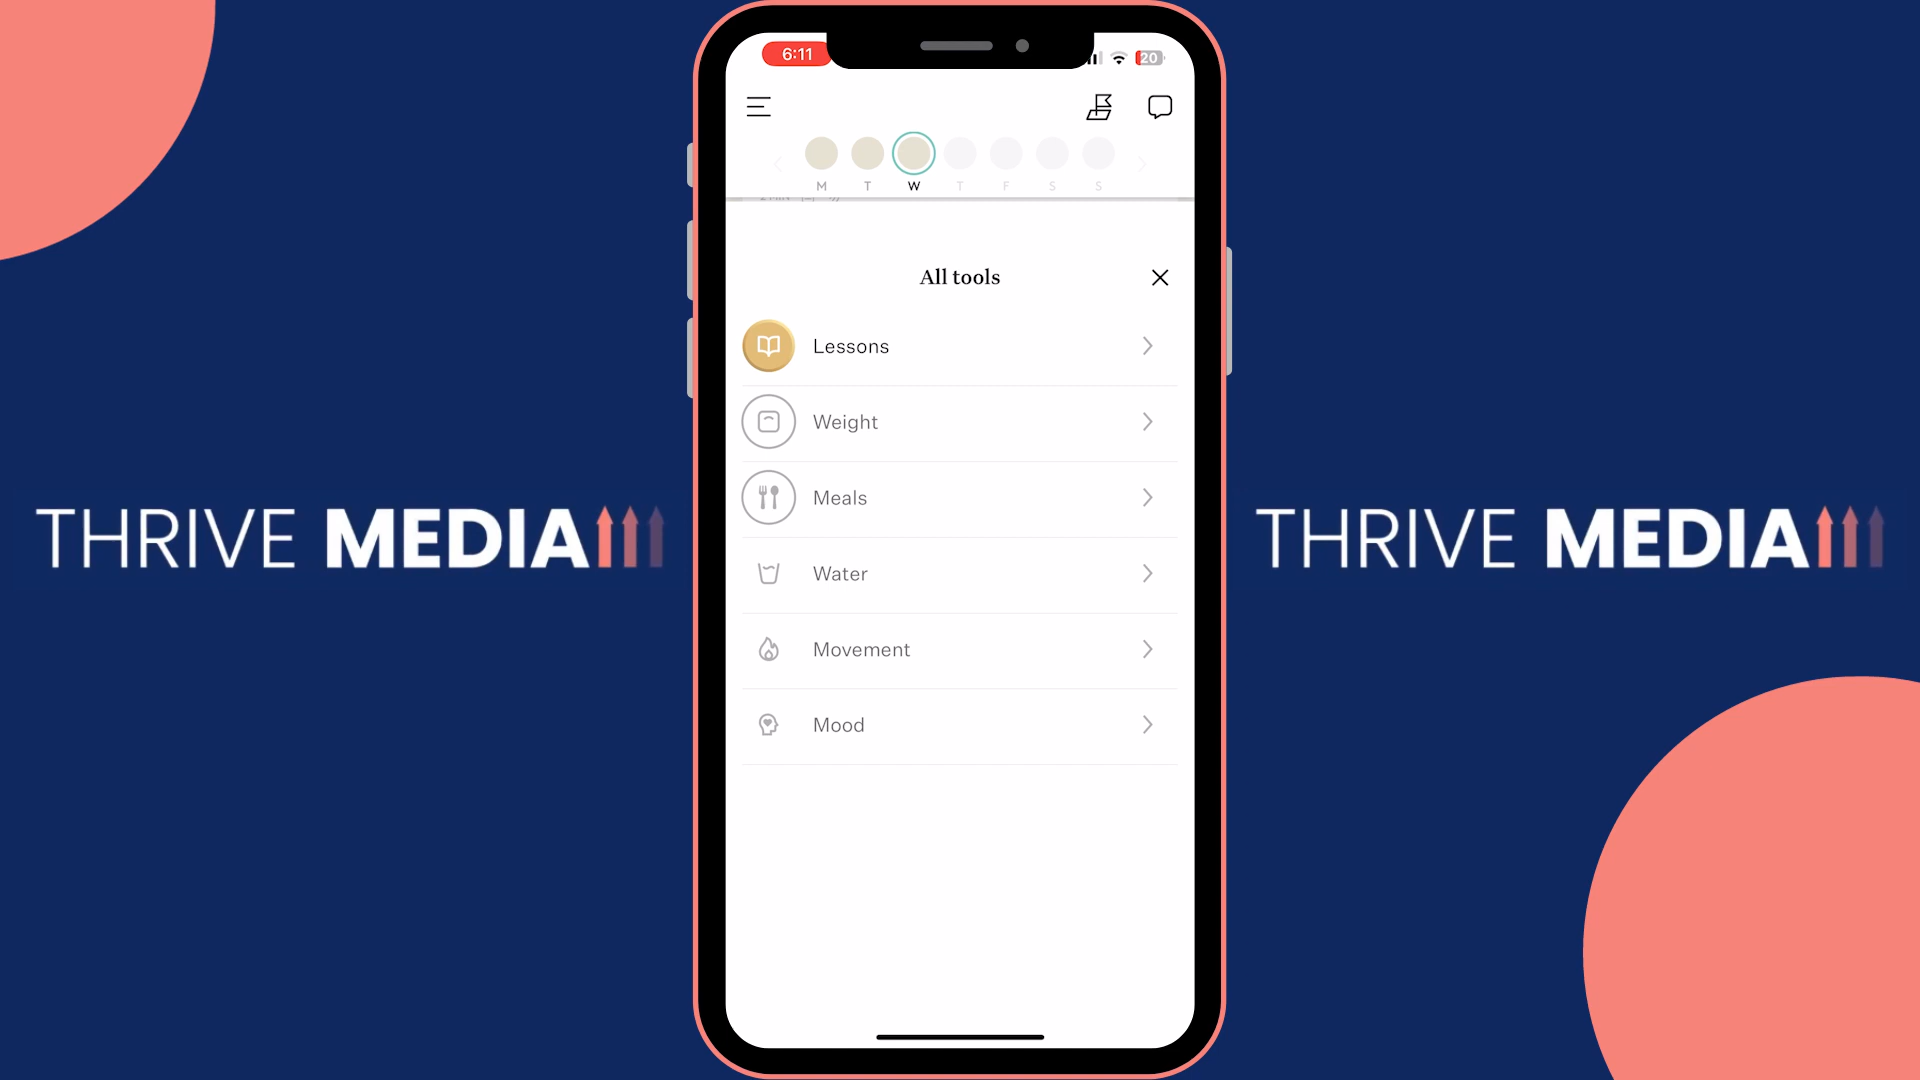 6:11
20
M T W T F S S
All tools
Lessons
Weight
Meals
Water
Movement
Mood
THRIVE MEDIA
THRIVE MEDIA